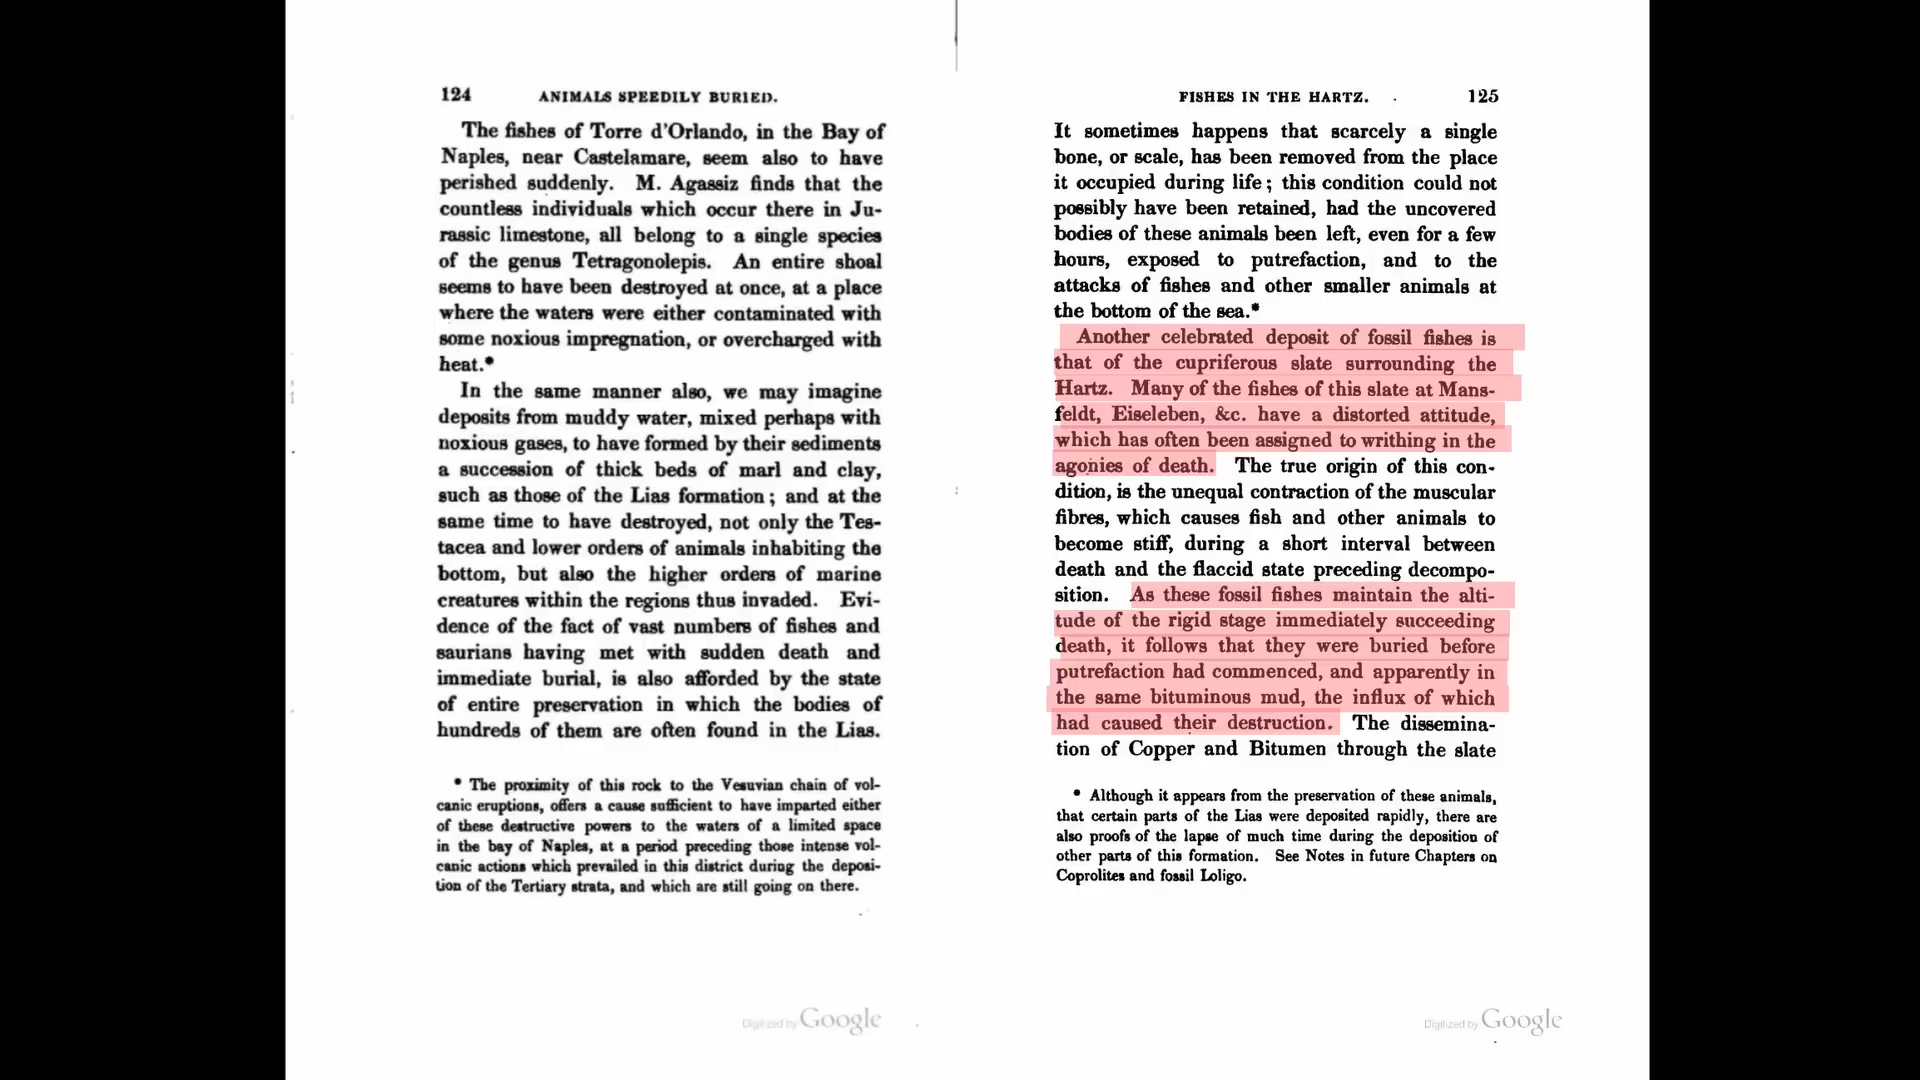 124 ANIMALS SPEEDILY BURIED.
The fishes of Torre d'Orlando, in the Bay of
Naples, near Castelamare, seem also to have
perished suddenly. M. Agassiz finds that the
countless individuals which occur there in Ju-
rassic limestone, all belong to a single species
of the genus Tetragonolepis. An entire shoal
seems to have been destroyed at once, at a place
where the waters were either contaminated with
some noxious impregnation, or overcharged with
heat.*
In the same manner also, we may imagine
deposits from muddy water, mixed perhaps with
noxious gases, to have formed by their sediments
a succession of thick beds of marl and clay,
such as those of the Lias formation; and at the
same time to have destroyed, not only the Tes-
tacea and lower orders of animals inhabiting the
bottom, but also the higher orders of marine
creatures within the regions thus invaded. Evi-
dence of the fact of vast numbers of fishes and
saurians having met with sudden death and
immediate burial, is also afforded by the state
of entire preservation in which the bodies of
hundreds of them are often found in the Lias.
* The proximity of this rock to the Vesuvian chain of vol-
canic eruptions, offers a cause sufficient to have imparted either
of these destructive powers to the waters of a limited space
in the bay of Naples, at a period preceding those intense vol-
canic actions which prevailed in this district during the deposi-
tion of the Tertiary strata, and which are still going on there.
Digitized by Google
FISHES IN THE HARTZ. 125
It sometimes happens that scarcely a single
bone, or scale, has been removed from the place
it occupied during life; this condition could not
possibly have been retained, had the uncovered
bodies of these animals been left, even for a few
hours, exposed to putrefaction, and to the
attacks of fishes and other smaller animals at
the bottom of the sea.*
Another celebrated deposit of fossil fishes is
that of the cupriferous slate surrounding the
Hartz. Many of the fishes of this slate at Mans-
feldt, Eiseleben, &c. have a distorted attitude,
which has often been assigned to writhing in the
agonies of death. The true origin of this con-
dition, is the unequal contraction of the muscular
fibres, which causes fish and other animals to
become stiff, during a short interval between
death and the flaccid state preceding decompo-
sition. As these fossil fishes maintain the alti-
tude of the rigid stage immediately succeeding
death, it follows that they were buried before
putrefaction had commenced, and apparently in
the same bituminous mud, the influx of which
had caused their destruction. The dissemina-
tion of Copper and Bitumen through the slate
* Although it appears from the preservation of these animals,
that certain parts of the Lias were deposited rapidly, there are
also proofs of the lapse of much time during the deposition of
other parts of this formation. See Notes in future Chapters on
Coprolites and fossil Loligo.
Digitized by Google